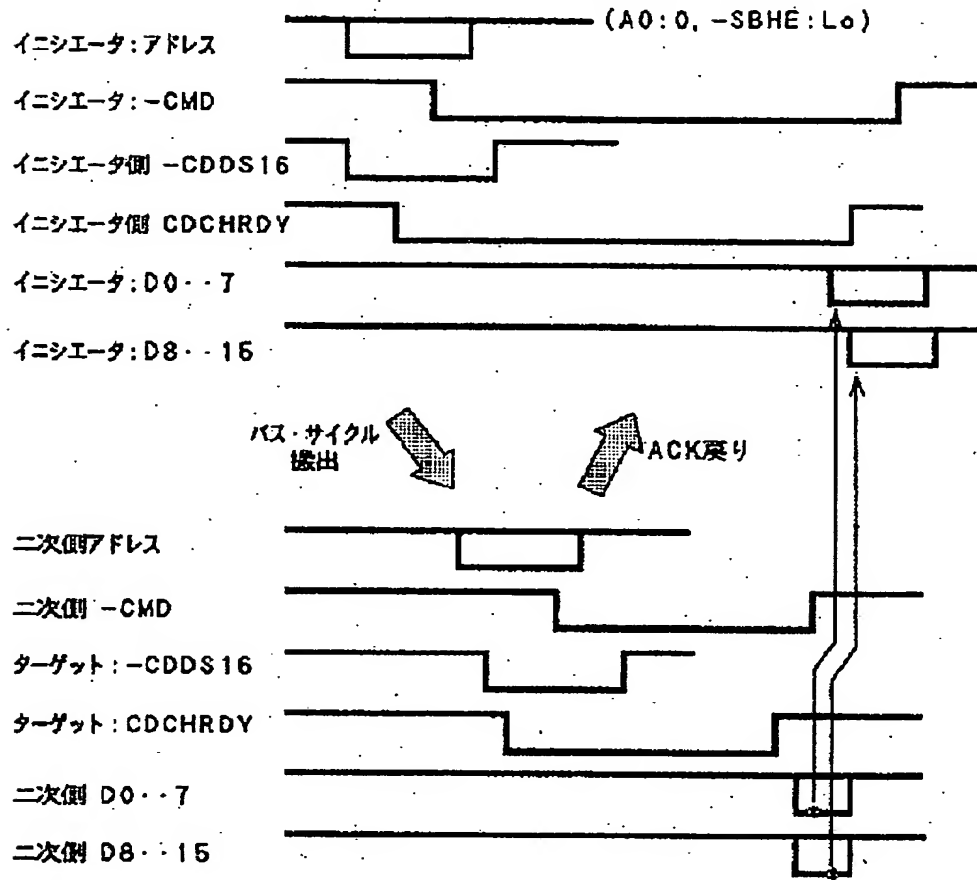 (A0:0, -SBHE:Lo)
イニシエータ:アドレス
イニシエータ:-CMD
イニシエータ側 -CDDS16
イニシエータ側 CDCHRDY
イニシエータ:D0··7
イニシエータ:D8··15
バス・サイクル
搬出
ACK戻り
二次側アドレス
二次側 -CMD
ターゲット:-CDDS16
ターゲット:CDCHRDY
二次側 D0··7
二次側 D8··15